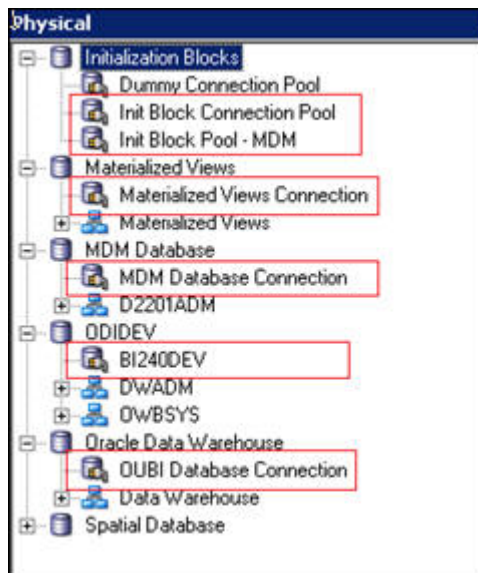 Physical
Initialization Blocks
Dummy Connection Pool
Init Block Connection Pool
Init Block Pool - MDM
Materialized Views
Materialized Views Connection
Materialized Views
MDM Database
MDM Database Connection
D2201ADM
ODIDEV
BI240DEV
DWADM
OWBSYS
Oracle Data Warehouse
OUBI Database Connection
Data Warehouse
Spatial Database